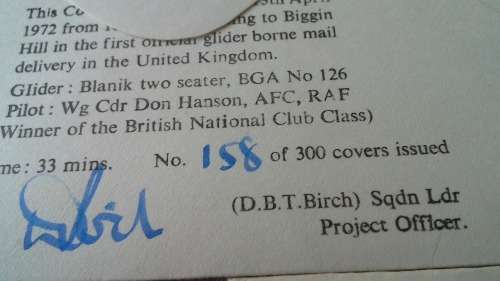 This Co
1972 from
ng to Biggin
Hill in the first official glider borne mail
delivery in the United Kingdom.
Glider: Blanik two seater, BGA No 126
Pilot: Wg Cdr Don Hanson, AFC, RAF
Winner of the British National Club Class)
me: 33 mins. No. 158 of 300 covers issued
(D.B.T.Birch) Sqdn Ldr
Project Officer.